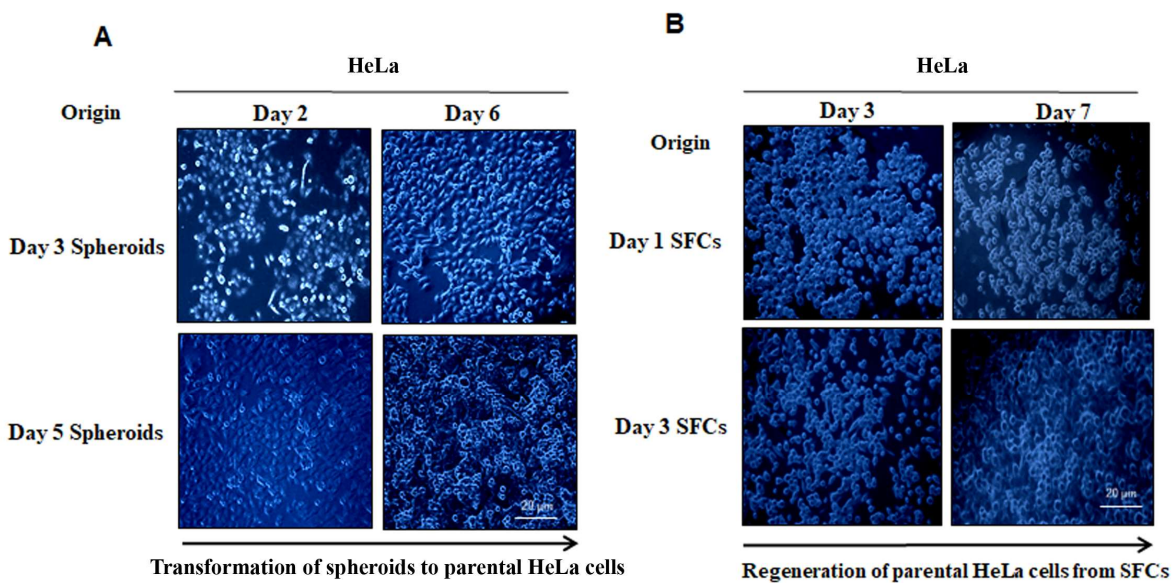 A
HeLa
Origin
Day 2
Day 6
Day 3 Spheroids
Day 5 Spheroids
20 µm
Transformation of spheroids to parental HeLa cells
B
HeLa
Day 3
Day 7
Origin
Day 1 SFCs
Day 3 SFCs
20 µm
Regeneration of parental HeLa cells from SFCs